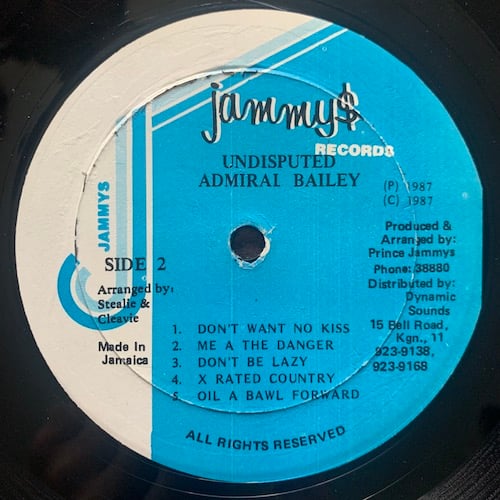 jammy$
RECORDS
UNDISPUTED
ADMIRAL BAILEY
(P) 1987
(C) 1987
JAMMYS
Produced &
Arranged by:
Prince Jammys
Phone: 38880
Distributed by:
Dynamic
Sounds
15 Bell Road,
Kgn., 11
923-9138,
923-9168
SIDE 2
Arranged by:
Stealie &
Cleavie
Made In
Jamaica
1. DON'T WANT NO KISS
2. ME A THE DANGER
3. DON'T BE LAZY
4. X RATED COUNTRY
5. OIL A BAWL FORWARD
ALL RIGHTS RESERVED